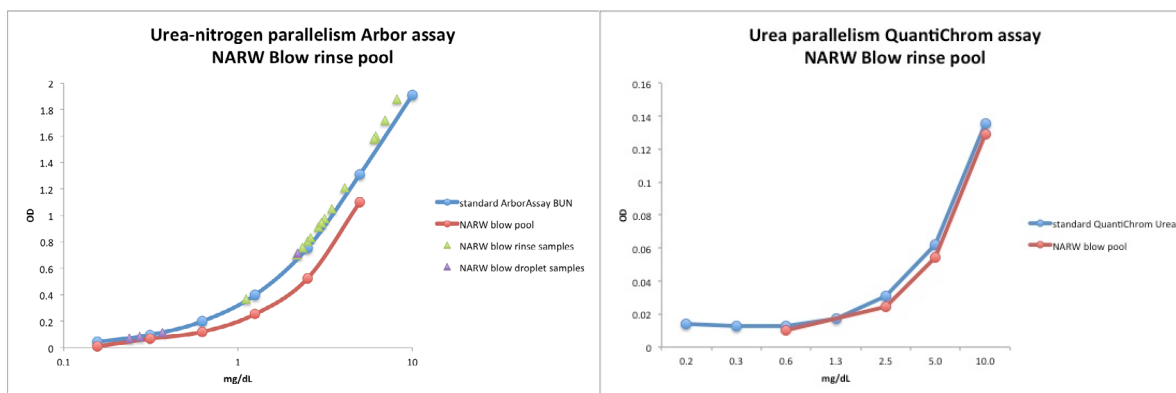 Urea-nitrogen parallelism Arbor assay
NARW Blow rinse pool
2
1.8
1.6
1.4
1.2
1
0.8
0.6
0.4
0.2
0
OD
0.1
1
10
mg/dL
standard ArborAssay BUN
NARW blow pool
NARW blow rinse samples
NARW blow droplet samples
Urea parallelism QuantiChrom assay
NARW Blow rinse pool
0.16
0.14
0.12
0.10
0.08
0.06
0.04
0.02
0
OD
0.2
0.3
0.6
1.3
2.5
5.0
10.0
mg/dL
standard QuantiChrom Urea
NARW blow pool